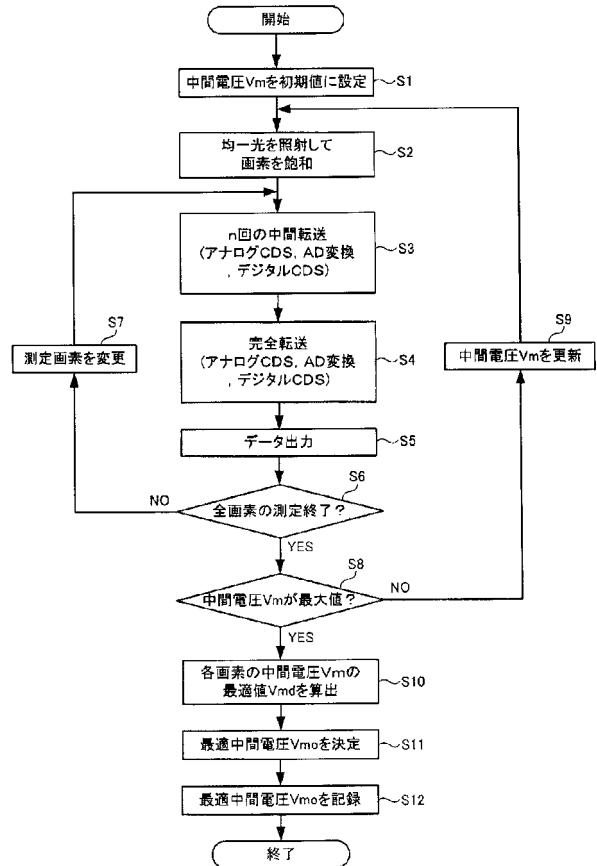 開始
中間電圧Vmを初期値に設定
S1
均一光を照射して
画素を飽和
S2
n回の中間転送
(アナログCDS, AD変換
, デジタルCDS)
S3
S7
測定画素を変更
完全転送
(アナログCDS, AD変換
, デジタルCDS)
S4
S9
中間電圧Vmを更新
データ出力
S5
S6
全画素の測定終了?
NO
YES
S8
中間電圧Vmが最大値?
NO
YES
各画素の中間電圧Vmの
最適値Vmdを算出
S10
最適中間電圧Vmoを決定
S11
最適中間電圧Vmoを記録
S12
終了